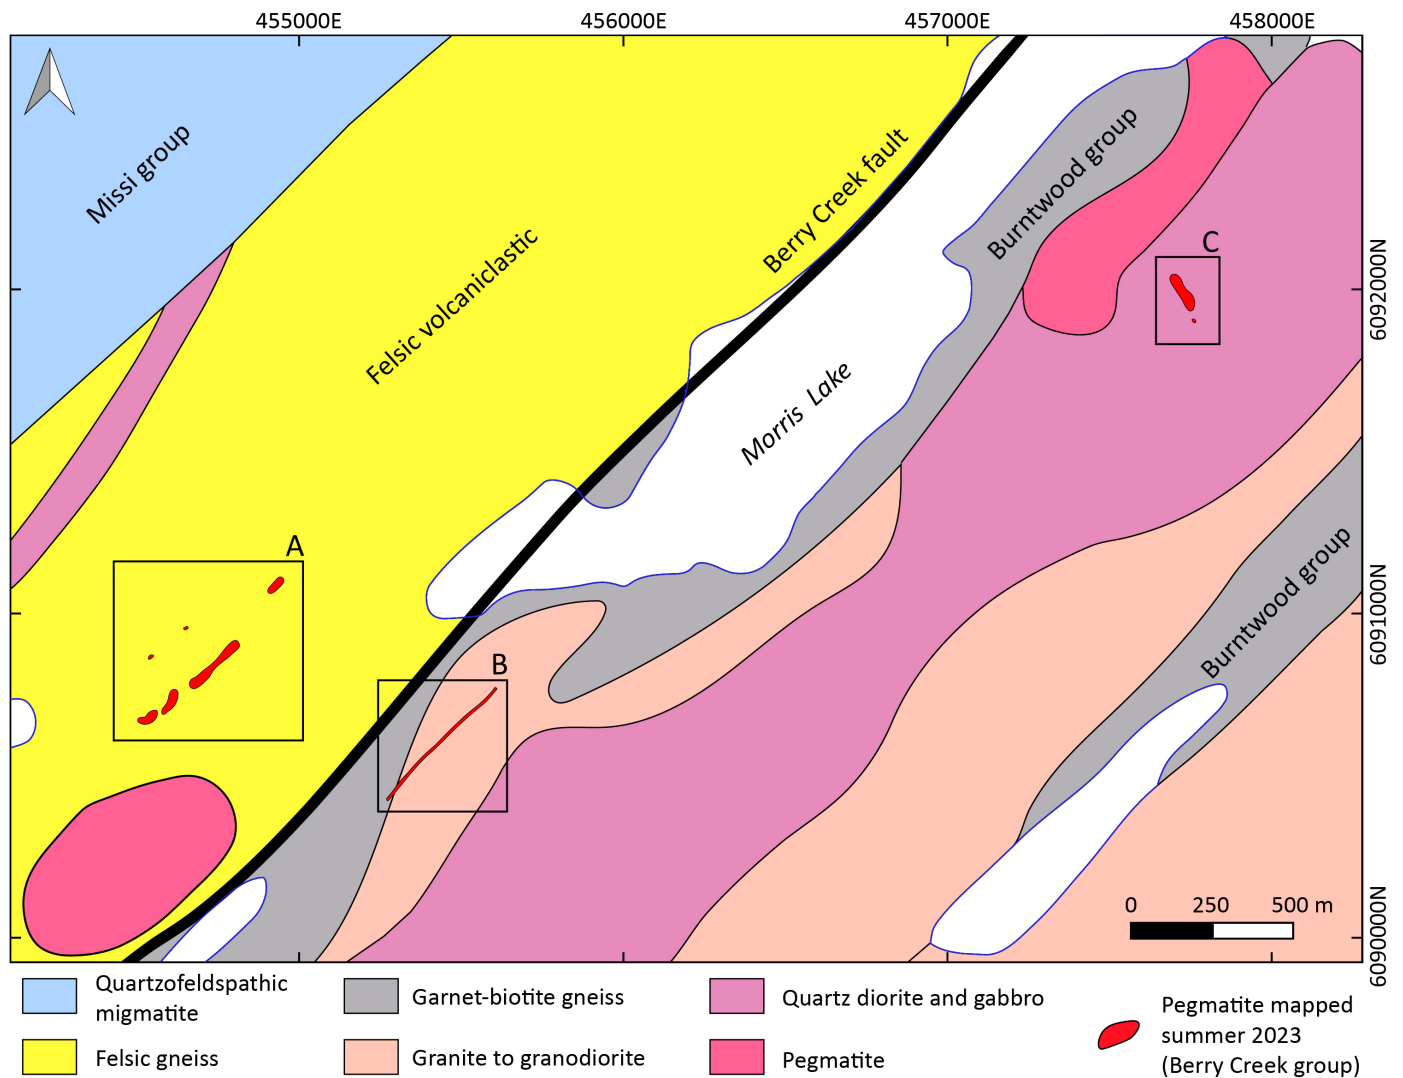 455000E
456000E
457000E
458000E
Missi group
Felsic volcaniclastic
Berry Creek fault
Burntwood group
C
Morris Lake
6092000N
A
B
Burntwood group
6091000N
0 250 500 m
6090000N
Quartzofeldspathic
migmatite
Garnet-biotite gneiss
Quartz diorite and gabbro
Felsic gneiss
Granite to granodiorite
Pegmatite
Pegmatite mapped
summer 2023
(Berry Creek group)